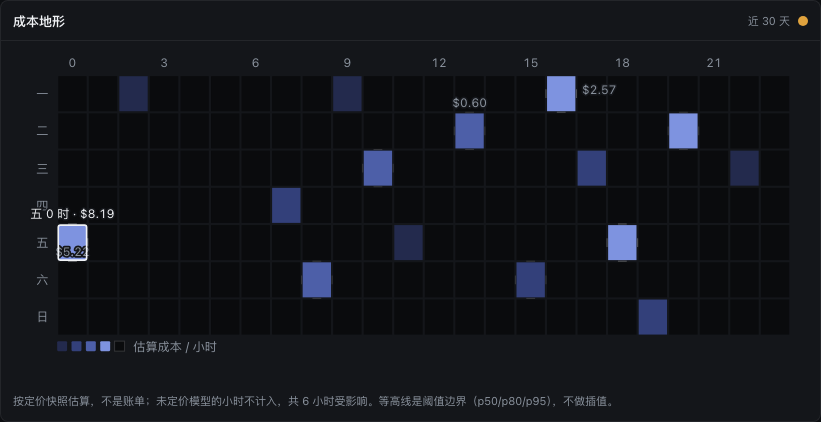 成本地形
近 30 天
0 3 6 9 12 15 18 21
一
$2.57
$0.60
二
三
四
五 0 时 · $8.19
五
六
日
估算成本 / 小时
按定价快照估算，不是账单；未定价模型的小时不计入，共 6 小时受影响。等高线是阈值边界（p50/p80/p95），不做插值。